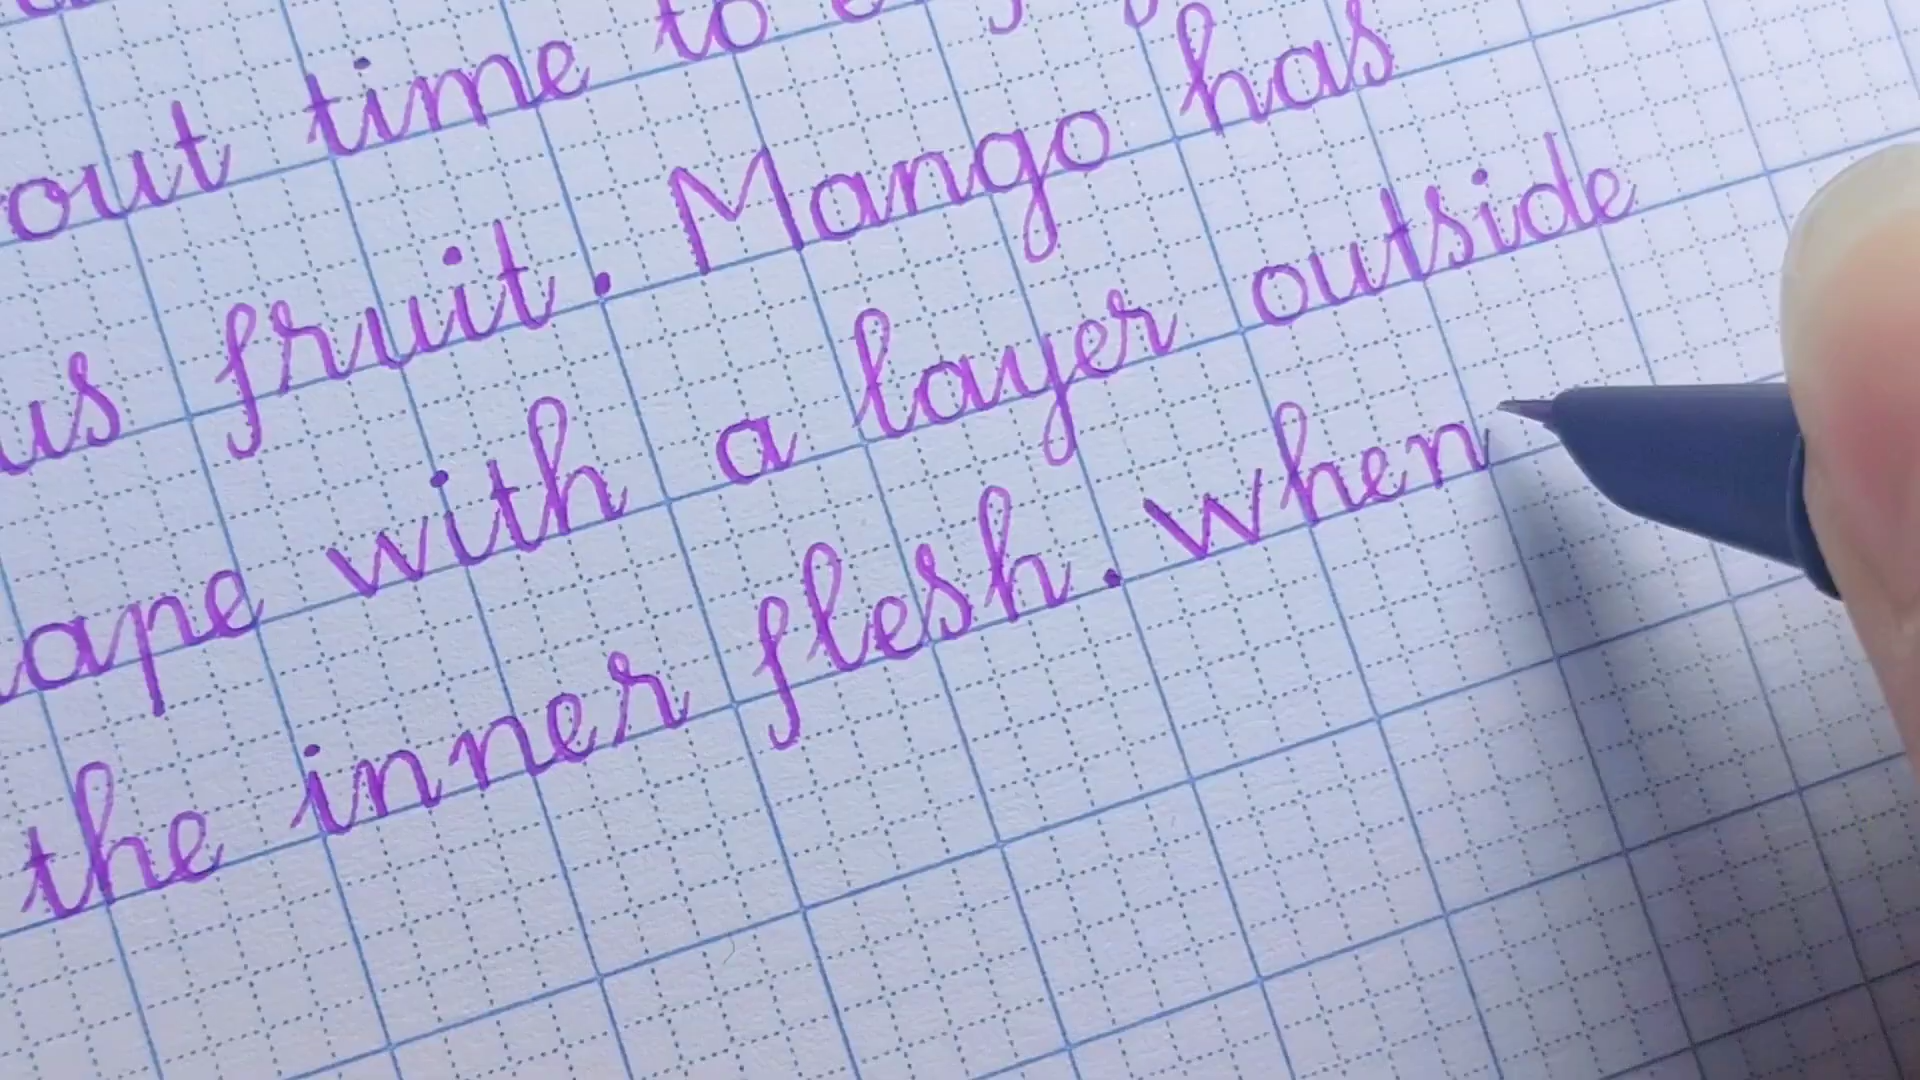 out time to
us fruit. Mango has
ape with a layer outside
the inner flesh. when